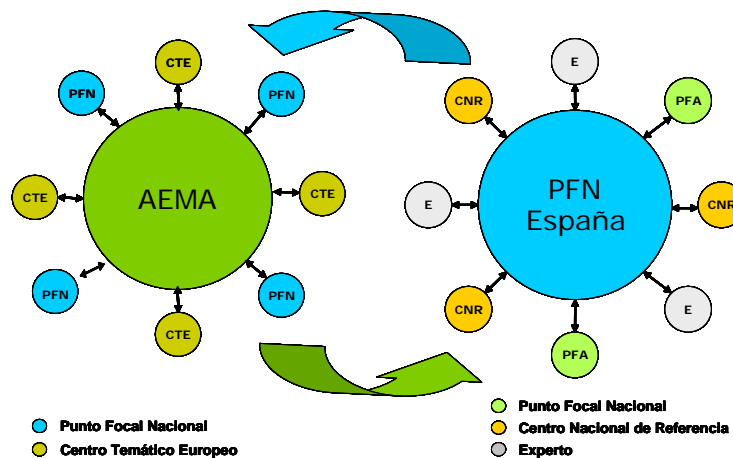 CTE
PFN
PFN
AEMA
CTE
CTE
PFN
PFN
CTE
Punto Focal Nacional
Centro Temático Europeo
E
CNR
PFA
PFN
España
E
CNR
CNR
E
PFA
Punto Focal Nacional
Centro Nacional de Referencia
Experto